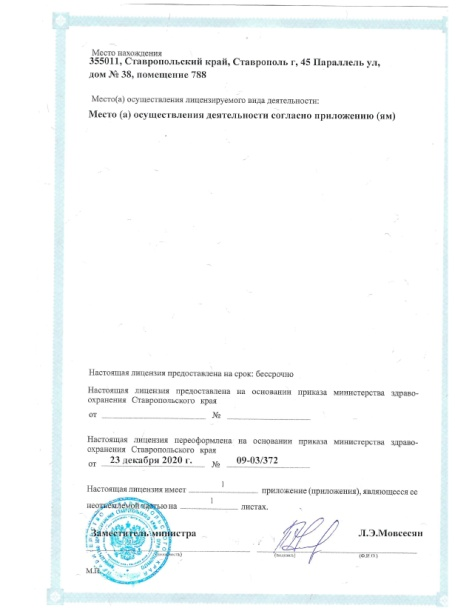 Место нахождения
355011, Ставропольский край, Ставрополь г, 45 Параллель ул,
дом № 38, помещение 788
Место(а) осуществления лицензируемого вида деятельности:
Место (а) осуществления деятельности согласно приложению (ям)
Настоящая лицензия предоставлена на срок: бессрочно
Настоящая лицензия предоставлена на основании приказа министерства здраво-
охранения Ставропольского края
от №
Настоящая лицензия переоформлена на основании приказа министерства здраво-
охранения Ставропольского края
от 23 декабря 2020 г. № 09-03/372
Настоящая лицензия имеет 1 приложение (приложения), являющееся ее
неотъемлемой частью на 1 листах.
Заместитель министра Л.Э.Мовсесян
(подпись) (ф.и.о.)
М.П.